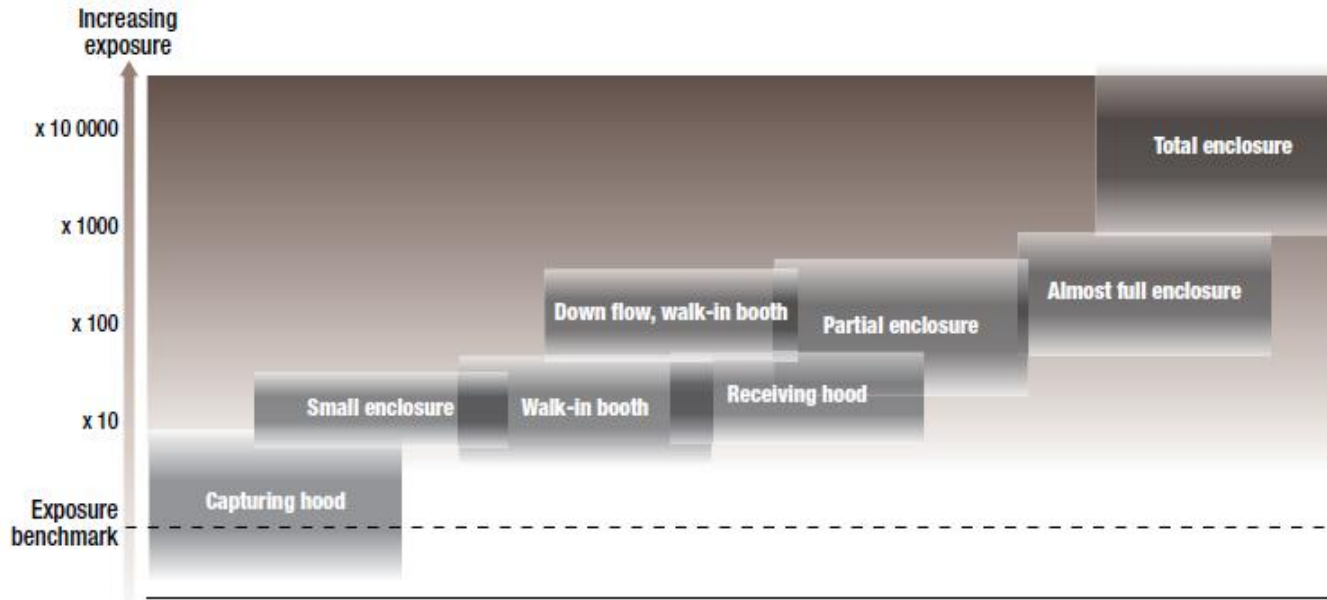 Increasing
exposure
x 10 0000
Total enclosure
x 1000
Almost full enclosure
Down flow, walk-in booth
x 100
Partial enclosure
Receiving hood
Small enclosure
Walk-in booth
x 10
Capturing hood
Exposure
benchmark